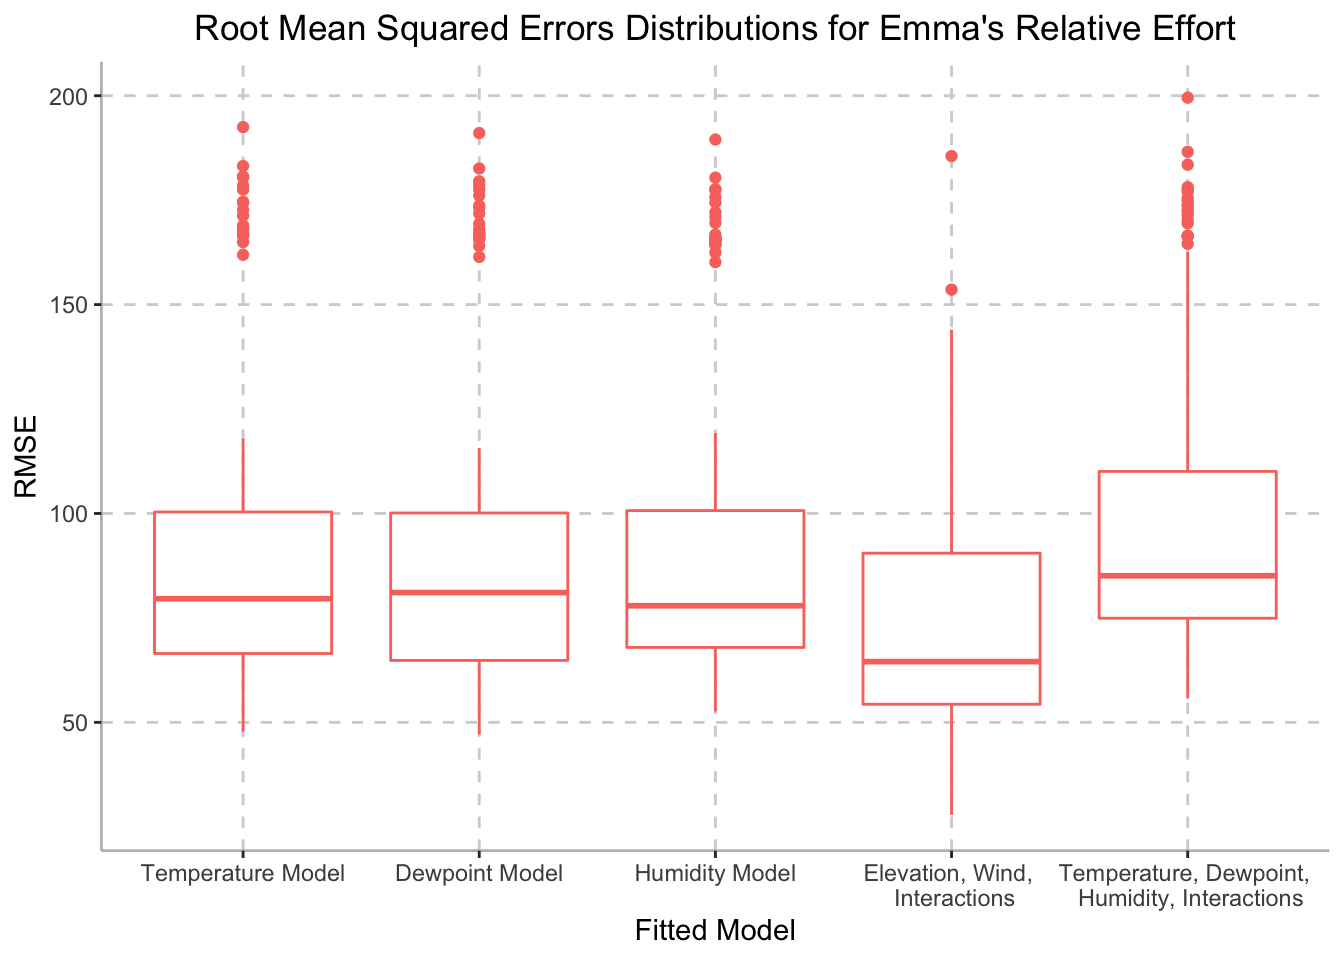 Root Mean Squared Errors Distributions for Emma's Relative Effort
200
150
100
50
RMSE
Temperature Model
Dewpoint Model
Humidity Model
Elevation, Wind,
Interactions
Temperature, Dewpoint,
Humidity, Interactions
Fitted Model